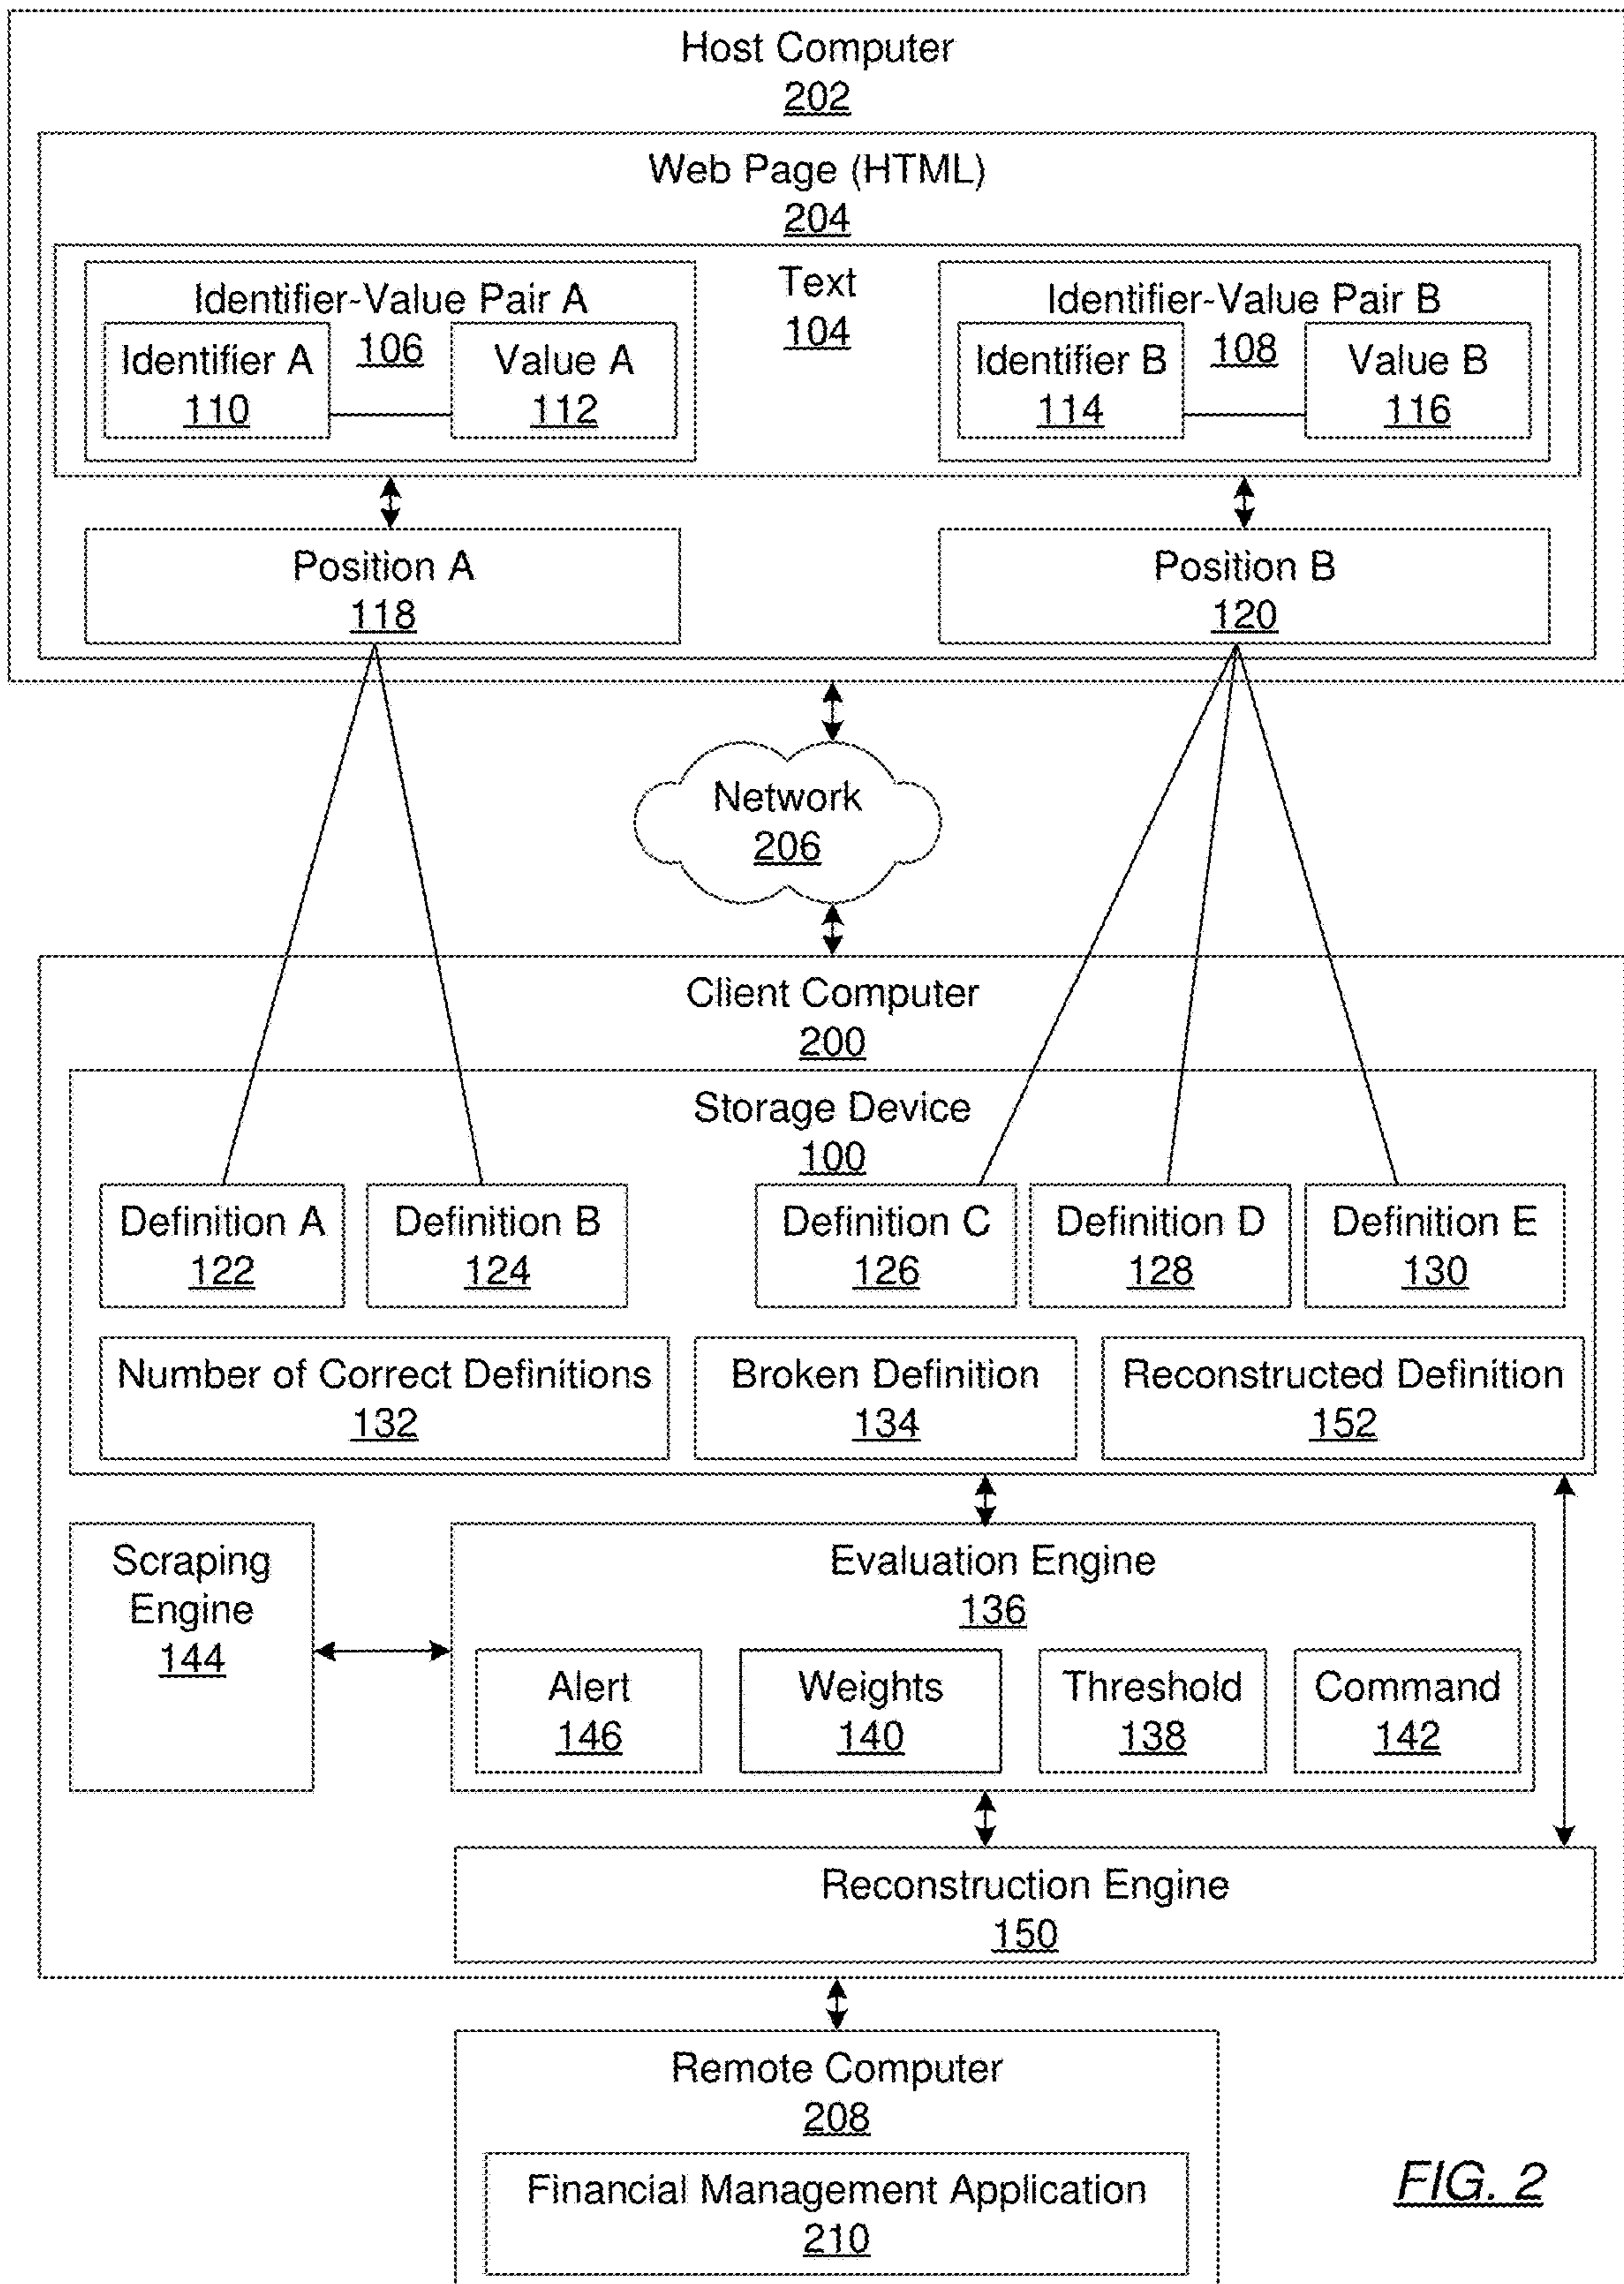 Host Computer
202
Web Page (HTML)
204
Text
104
Identifier-Value Pair A
106
Identifier A
110
Value A
112
Identifier-Value Pair B
108
Identifier B
114
Value B
116
Position A
118
Position B
120
Network
206
Client Computer
200
Storage Device
100
Definition A
122
Definition B
124
Definition C
126
Definition D
128
Definition E
130
Number of Correct Definitions
132
Broken Definition
134
Reconstructed Definition
152
Scraping
Engine
144
Evaluation Engine
136
Alert
146
Weights
140
Threshold
138
Command
142
Reconstruction Engine
150
Remote Computer
208
Financial Management Application
210
FIG. 2